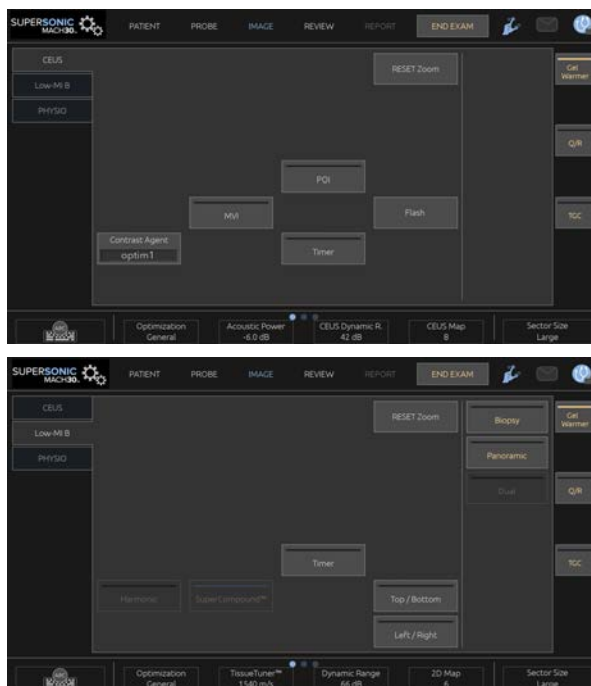 SUPERSONIC MACH30. PATIENT PROBE IMAGE REVIEW REPORT END EXAM
CEUS RESET Zoom Gel Warmer
Low-MI B
PHYSIO
Q/R
PQI
MVI Flash TGC
Contrast Agent optim1 Timer
Optimization General Acoustic Power -6.0 dB CEUS Dynamic R. 42 dB CEUS Map 8 Sector Size Large
SUPERSONIC MACH30. PATIENT PROBE IMAGE REVIEW REPORT END EXAM
CEUS RESET Zoom Biopsy Gel Warmer
Low-MI B
PHYSIO Panoramic
Dual Q/R
Timer TGC
Harmonic SuperCompound™ Top / Bottom
Left / Right
Optimization General TissueTuner™ 1540 m/s Dynamic Range 66 dB 2D Map 6 Sector Size Large